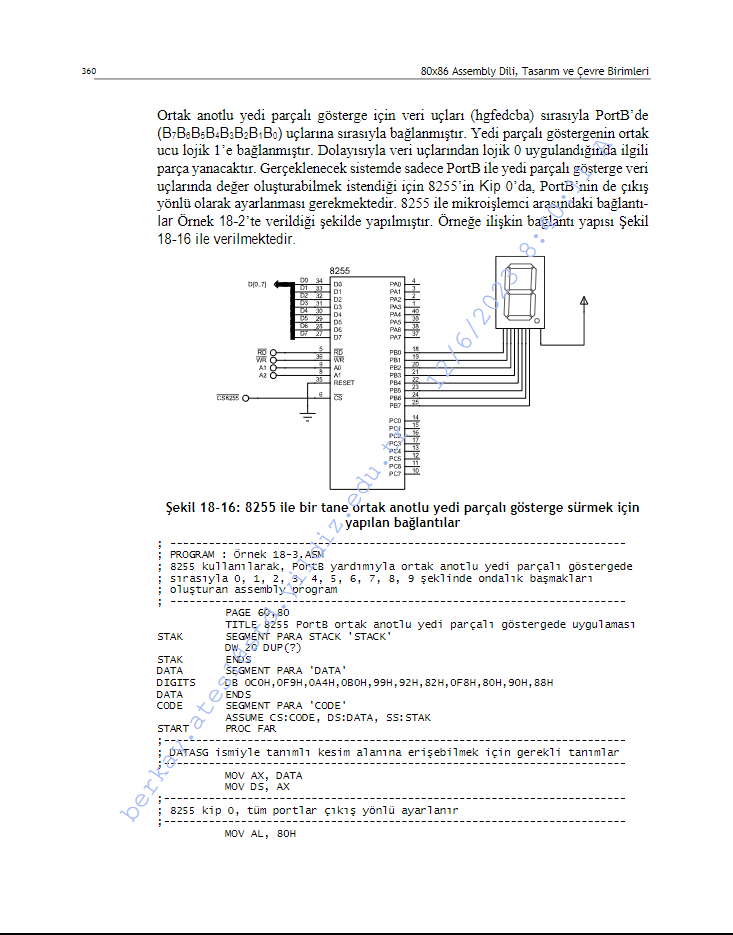 360
80x86 Assembly Dili, Tasarım ve Çevre Birimleri
Ortak anotlu yedi parçalı gösterge için veri uçları (hgfedcba) sırasıyla PortB’de
(B₇B₆B₅B₄B₃B₂B₁B₀) uçlarına sırasıyla bağlanmıştır. Yedi parçalı göstergenin ortak
ucu lojik 1’e bağlanmıştır. Dolayısıyla veri uçlarından lojik 0 uygulandığında ilgili
parça yanacaktır. Gerçeklenecek sistemde sadece PortB ile yedi parçalı gösterge veri
uçlarında değer oluşturabilmek istendiği için 8255’in Kip 0’da, PortB’nin de çıkış
yönlü olarak ayarlanması gerekmektedir. 8255 ile mikroişlemci arasındaki bağlantı-
lar Örnek 18-2’te verildiği şekilde yapılmıştır. Örneğe ilişkin bağlantı yapısı Şekil
18-16 ile verilmektedir.
8255
D[0..7]
D0 34 D0
D1 33 D1
D2 32 D2
D3 31 D3
D4 30 D4
D5 29 D5
D6 28 D6
D7 27 D7
RD 5 RD
WR 36 WR
A1 9 A0
A2 8 A1
35 RESET
CS8255 6 CS
PA0 4
PA1 3
PA2 2
PA3 1
PA4 40
PA5 39
PA6 38
PA7 37
PB0 18
PB1 19
PB2 20
PB3 21
PB4 22
PB5 23
PB6 24
PB7 25
PC0 14
PC1 15
PC2 16
PC3 17
PC4 13
PC5 12
PC6 11
PC7 10
Şekil 18-16: 8255 ile bir tane ortak anotlu yedi parçalı gösterge sürmek için
yapılan bağlantılar
; ----------------------------------------------------------------------
; PROGRAM : Örnek 18-3.ASM
; 8255 kullanılarak, PortB yardımıyla ortak anotlu yedi parçalı göstergede
; sırasıyla 0, 1, 2, 3, 4, 5, 6, 7, 8, 9 şeklinde ondalık başmakları
; oluşturan assembly program
; ----------------------------------------------------------------------
PAGE 60,80
TITLE 8255 PortB ortak anotlu yedi parçalı göstergede uygulaması
STAK SEGMENT PARA STACK 'STACK'
DW 20 DUP(?)
STAK ENDS
DATA SEGMENT PARA 'DATA'
DIGITS DB 0C0H,0F9H,0A4H,0B0H,99H,92H,82H,0F8H,80H,90H,88H
DATA ENDS
CODE SEGMENT PARA 'CODE'
ASSUME CS:CODE, DS:DATA, SS:STAK
START PROC FAR
;-----------------------------------------------------------------------
; DATASG ismiyle tanımlı kesim alanına erişebilmek için gerekli tanımlar
;-----------------------------------------------------------------------
MOV AX, DATA
MOV DS, AX
;-----------------------------------------------------------------------
; 8255 kip 0, tüm portlar çıkış yönlü ayarlanır
;-----------------------------------------------------------------------
MOV AL, 80H